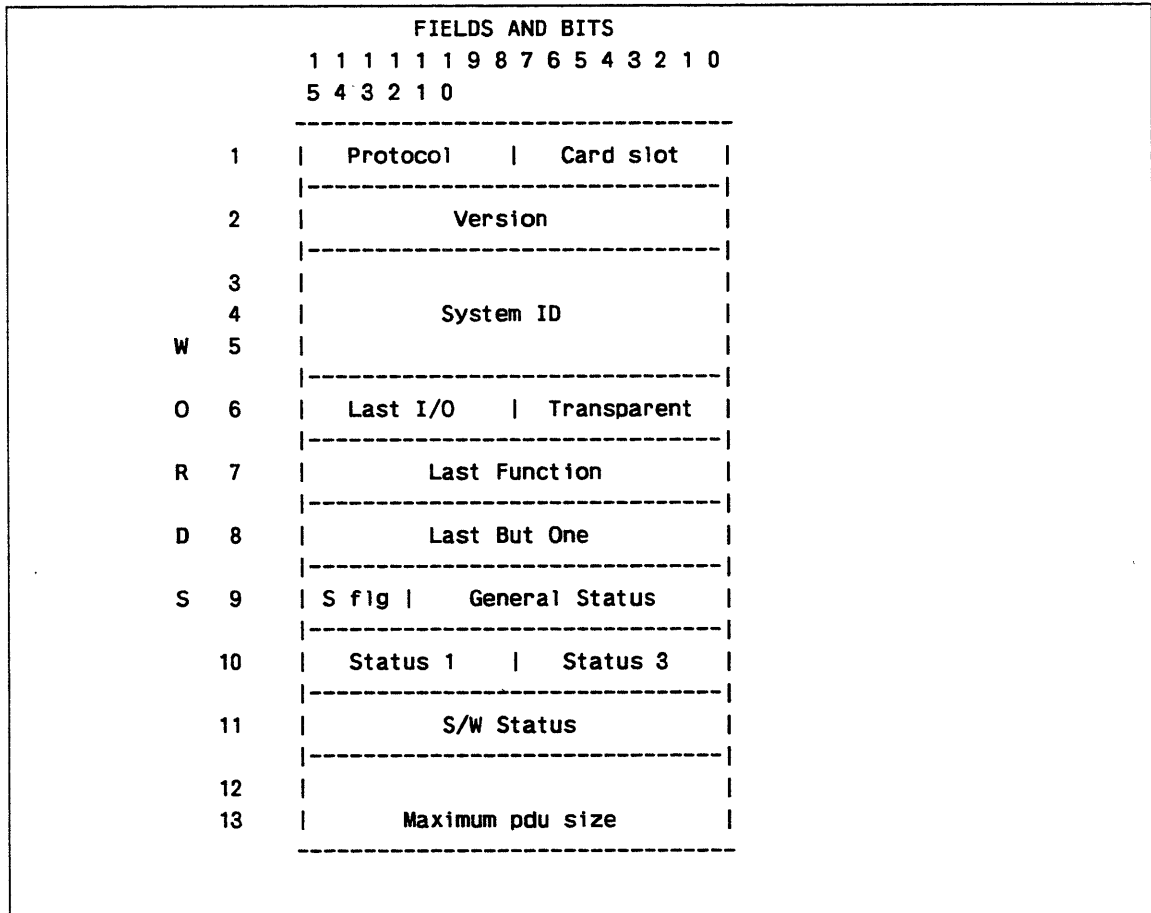 FIELDS AND BITS
1 1 1 1 1 1 9 8 7 6 5 4 3 2 1 0
5 4 3 2 1 0
---------------------------------
1 | Protocol | Card slot |
|-------------------------------|
2 | Version |
|-------------------------------|
3 | |
4 | System ID |
W 5 | |
|-------------------------------|
O 6 | Last I/O | Transparent |
|-------------------------------|
R 7 | Last Function |
|-------------------------------|
D 8 | Last But One |
|-------------------------------|
S 9 | S flg | General Status |
|-------------------------------|
10 | Status 1 | Status 3 |
|-------------------------------|
11 | S/W Status |
|-------------------------------|
12 | |
13 | Maximum pdu size |
---------------------------------